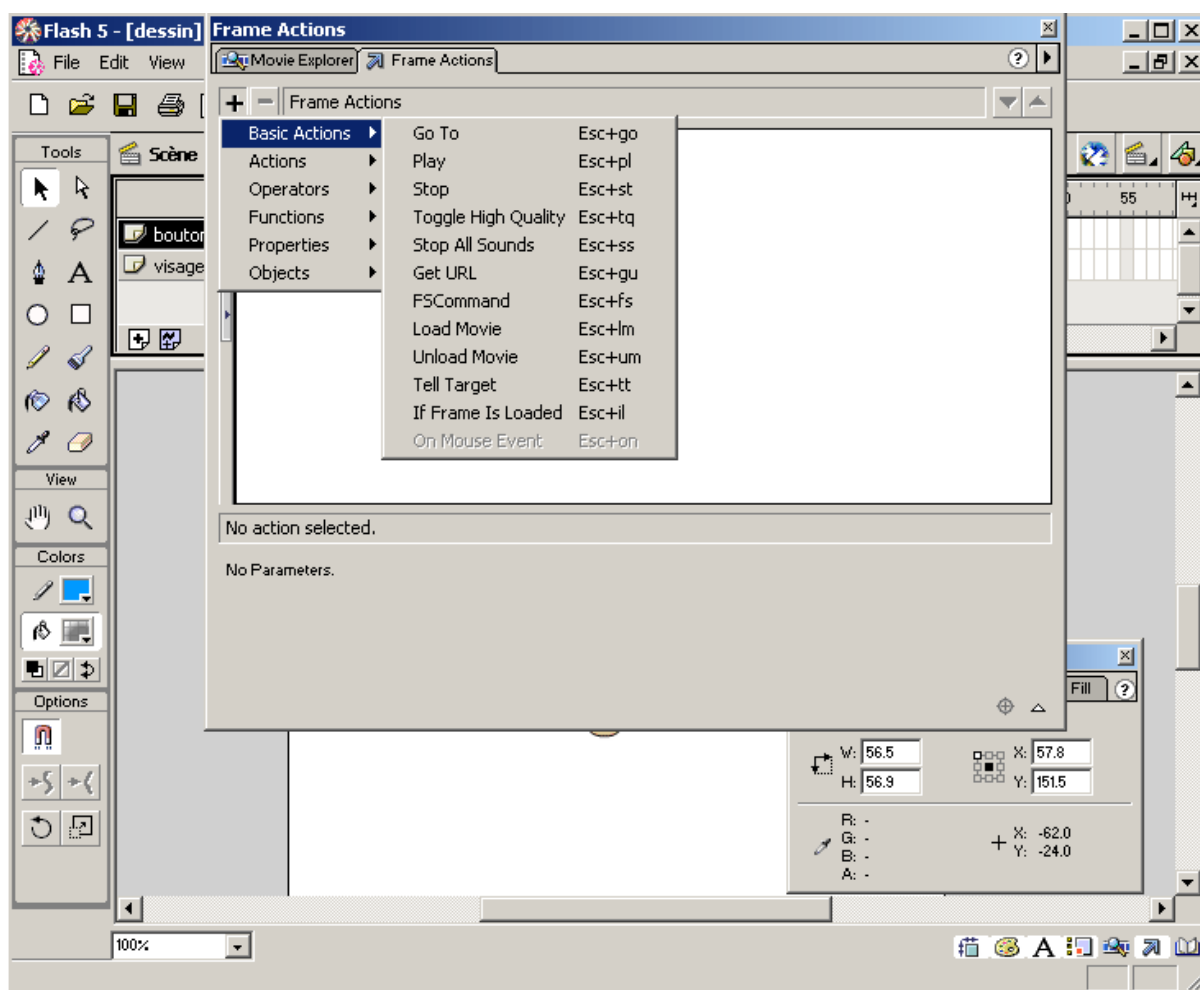 Flash 5 - [dessin]
Frame Actions
File Edit View
Movie Explorer Frame Actions
Frame Actions
Tools
Scène
Basic Actions
Actions
Operators
Functions
Properties
Objects
Go To Esc+go
Play Esc+pl
Stop Esc+st
Toggle High Quality Esc+tq
Stop All Sounds Esc+ss
Get URL Esc+gu
FSCommand Esc+fs
Load Movie Esc+lm
Unload Movie Esc+um
Tell Target Esc+tt
If Frame Is Loaded Esc+il
On Mouse Event Esc+on
55
bouton
visage
View
No action selected.
Colors
No Parameters.
Options
Fill
W: 56.5 X: 57.8
H: 56.9 Y: 151.5
R: -
G: - X: -62.0
B: - Y: -24.0
A: -
100%